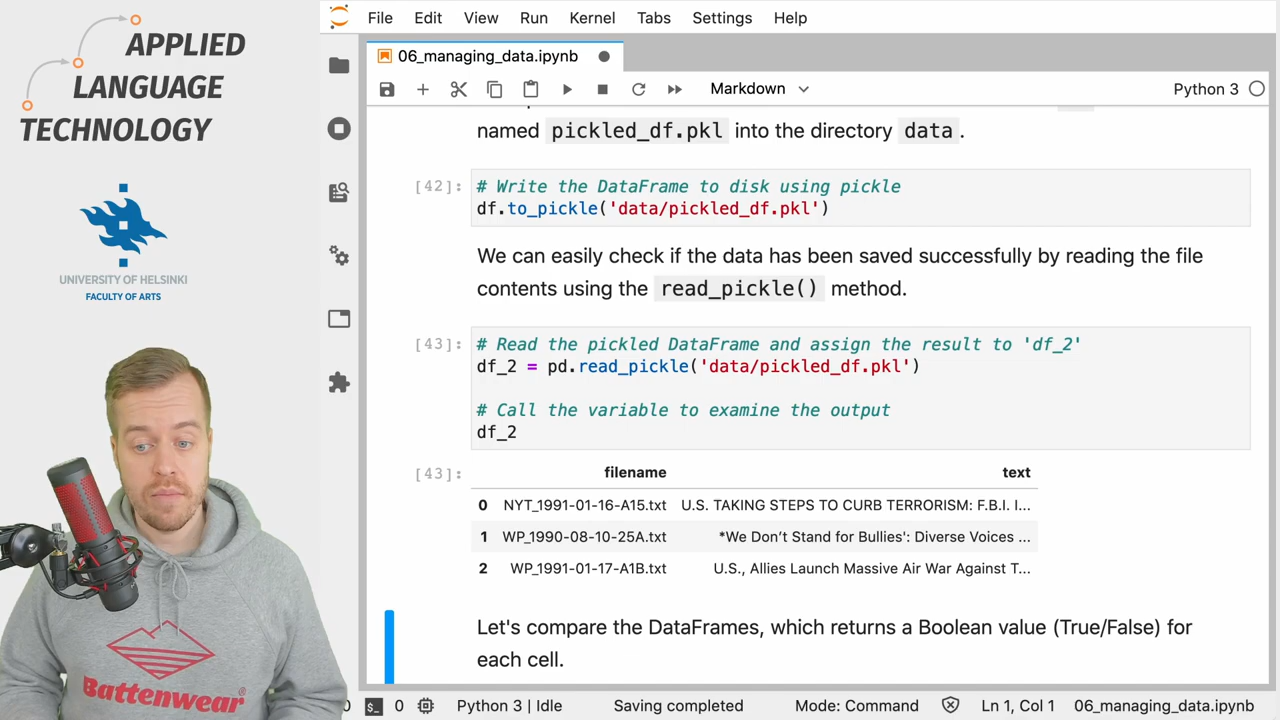 APPLIED
LANGUAGE
TECHNOLOGY
UNIVERSITY OF HELSINKI
FACULTY OF ARTS
Battenwear®
File Edit View Run Kernel Tabs Settings Help
06_managing_data.ipynb
Markdown
Python 3
named pickled_df.pkl into the directory data .
[42]: # Write the DataFrame to disk using pickle
df.to_pickle('data/pickled_df.pkl')
We can easily check if the data has been saved successfully by reading the file
contents using the read_pickle() method.
[43]: # Read the pickled DataFrame and assign the result to 'df_2'
df_2 = pd.read_pickle('data/pickled_df.pkl')
# Call the variable to examine the output
df_2
[43]: filename text
0 NYT_1991-01-16-A15.txt U.S. TAKING STEPS TO CURB TERRORISM: F.B.I. I...
1 WP_1990-08-10-25A.txt *We Don't Stand for Bullies': Diverse Voices ...
2 WP_1991-01-17-A1B.txt U.S., Allies Launch Massive Air War Against T...
Let's compare the DataFrames, which returns a Boolean value (True/False) for
each cell.
0 $_ 0 Python 3 | Idle Saving completed Mode: Command Ln 1, Col 1 06_managing_data.ipynb